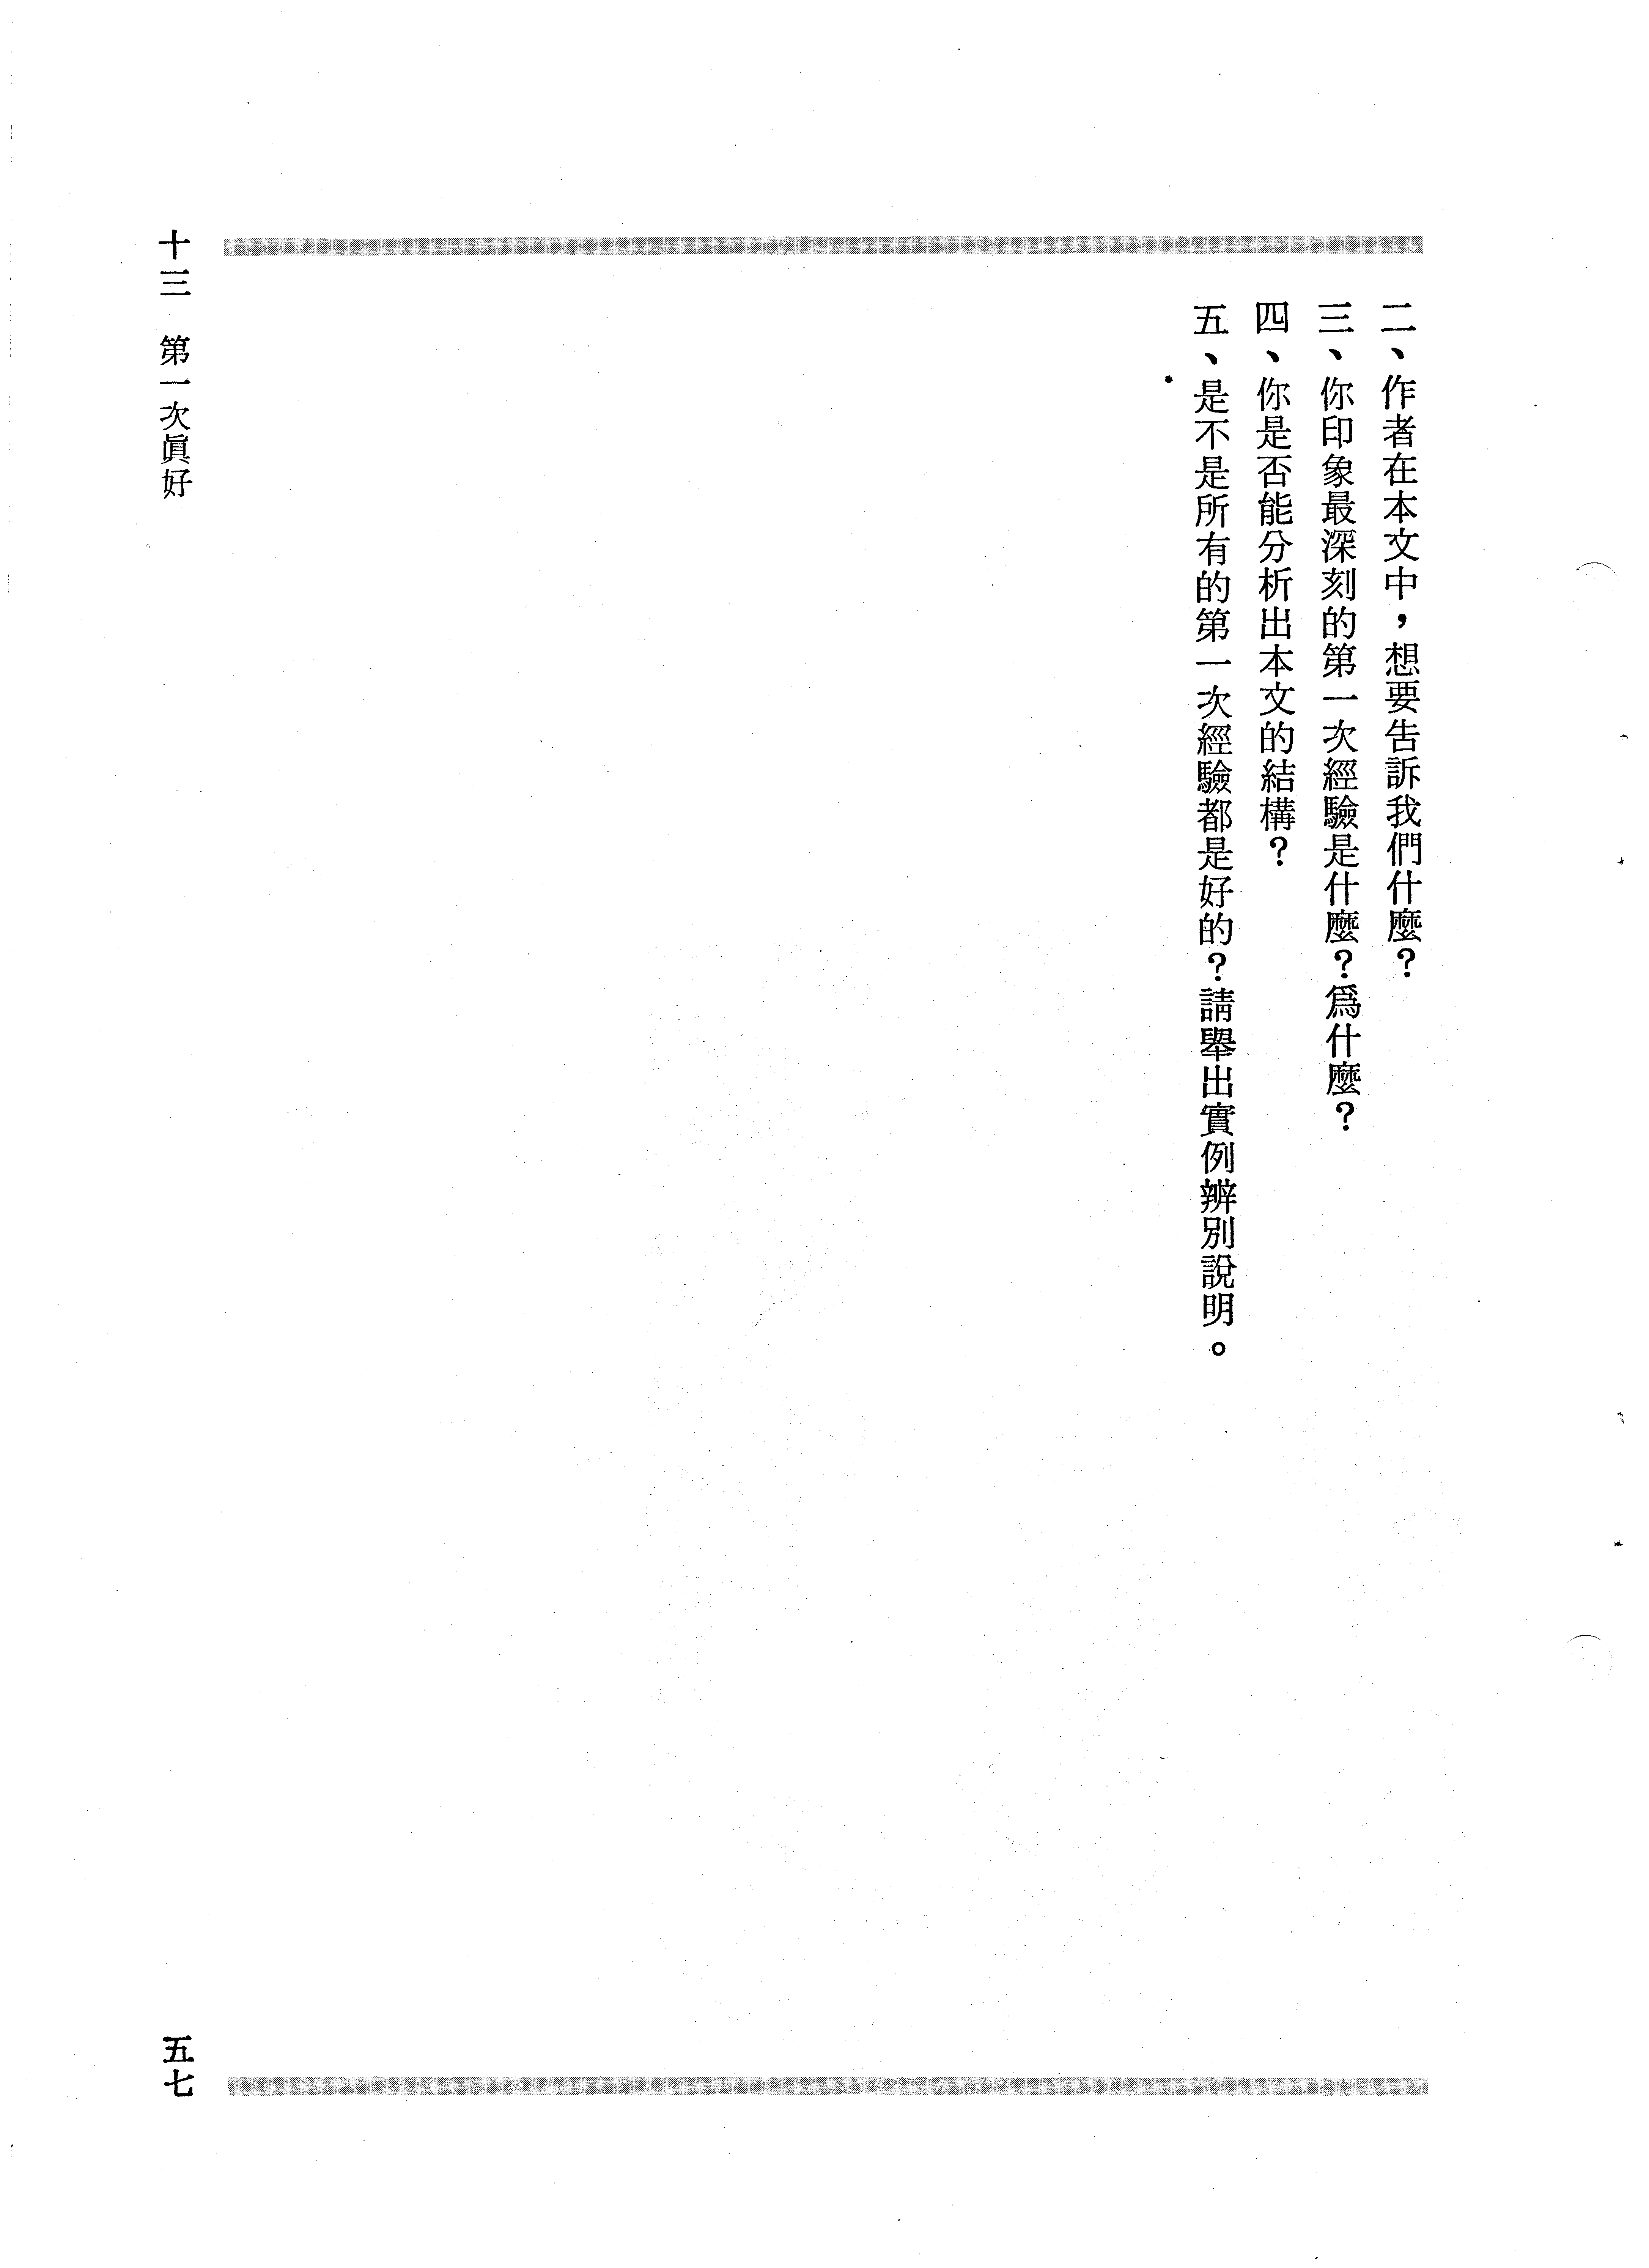 二、作者在本文中，想要告訴我們什麼？
三、你印象最深刻的第一次經驗是什麼？爲什麼？
四、你是否能分析出本文的結構？
五、是不是所有的第一次經驗都是好的？請舉出實例辨別說明。
十三　第一次眞好
五七